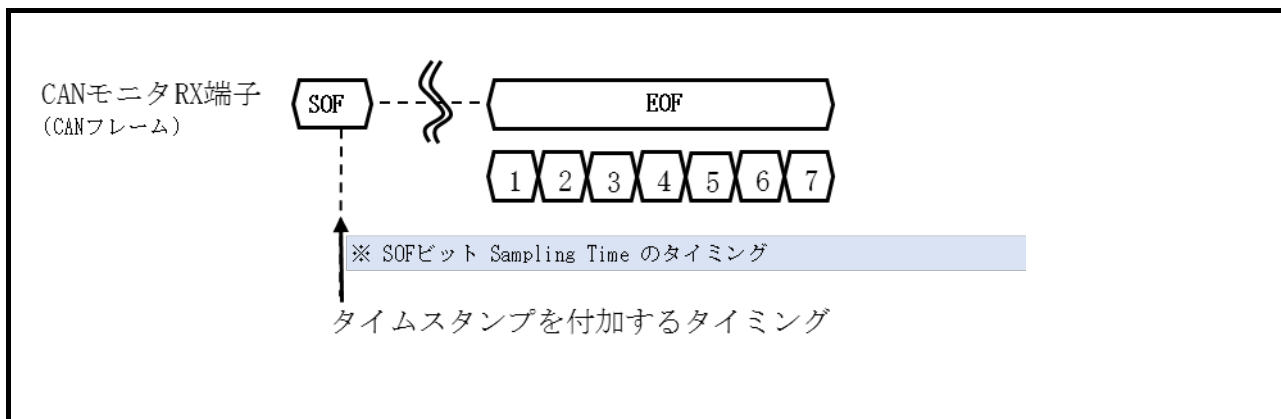 CANモニタRX端子
(CANフレーム)
SOF
EOF
1 2 3 4 5 6 7
※ SOFビット Sampling Time のタイミング
タイムスタンプを付加するタイミング